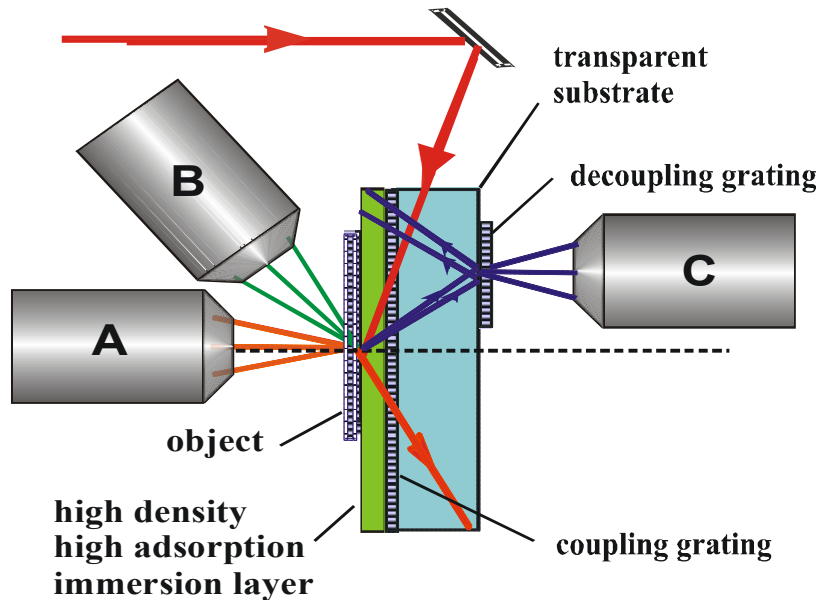 transparent
substrate
B
decoupling grating
C
A
object
high density
high adsorption
immersion layer
coupling grating